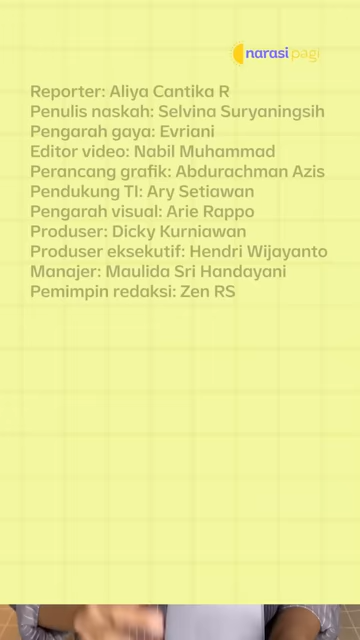 narasi pagi
Reporter: Aliya Cantika R
Penulis naskah: Selvina Suryaningsih
Pengarah gaya: Evriani
Editor video: Nabil Muhammad
Perancang grafik: Abdurachman Azis
Pendukung TI: Ary Setiawan
Pengarah visual: Arie Rappo
Produser: Dicky Kurniawan
Produser eksekutif: Hendri Wijayanto
Manajer: Maulida Sri Handayani
Pemimpin redaksi: Zen RS